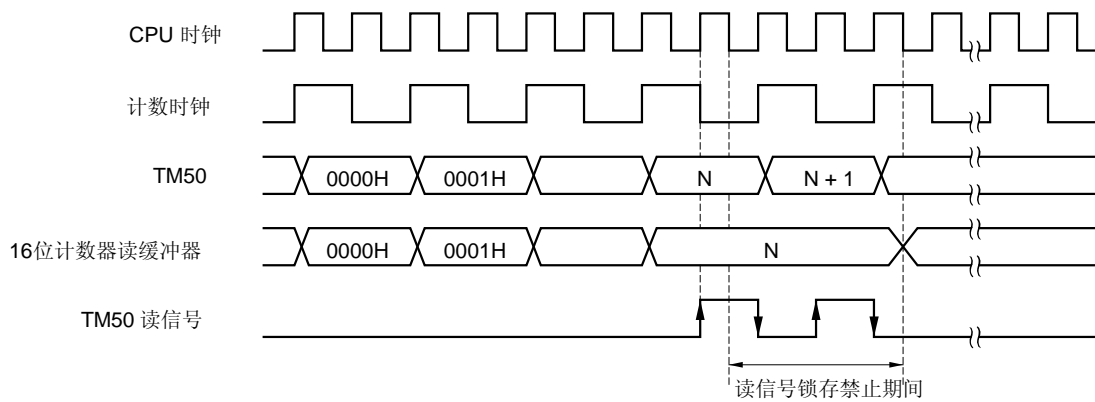 CPU 时钟
计数时钟
TM50 0000H 0001H N N + 1
16位计数器读缓冲器 0000H 0001H N
TM50 读信号
读信号锁存禁止期间